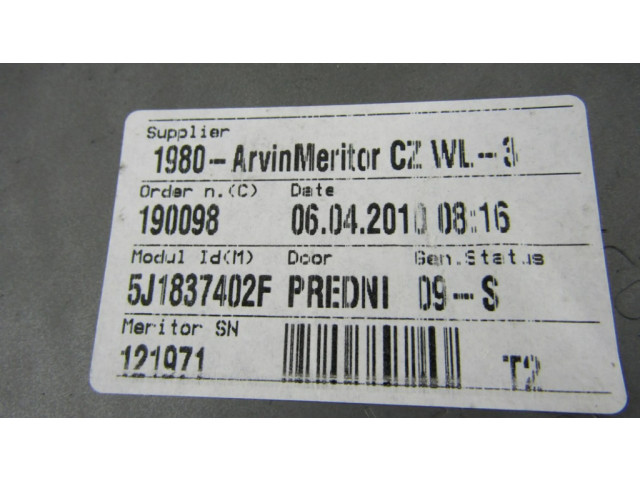 Supplier
1980-ArvinMeritor CZ WL-3
Order n.(C) Date
190098 06.04.2010 08:16
Modul Id(M) Door Gen.Status
5J1837402F PREDNI 09-S
Meritor SN
121971 T2